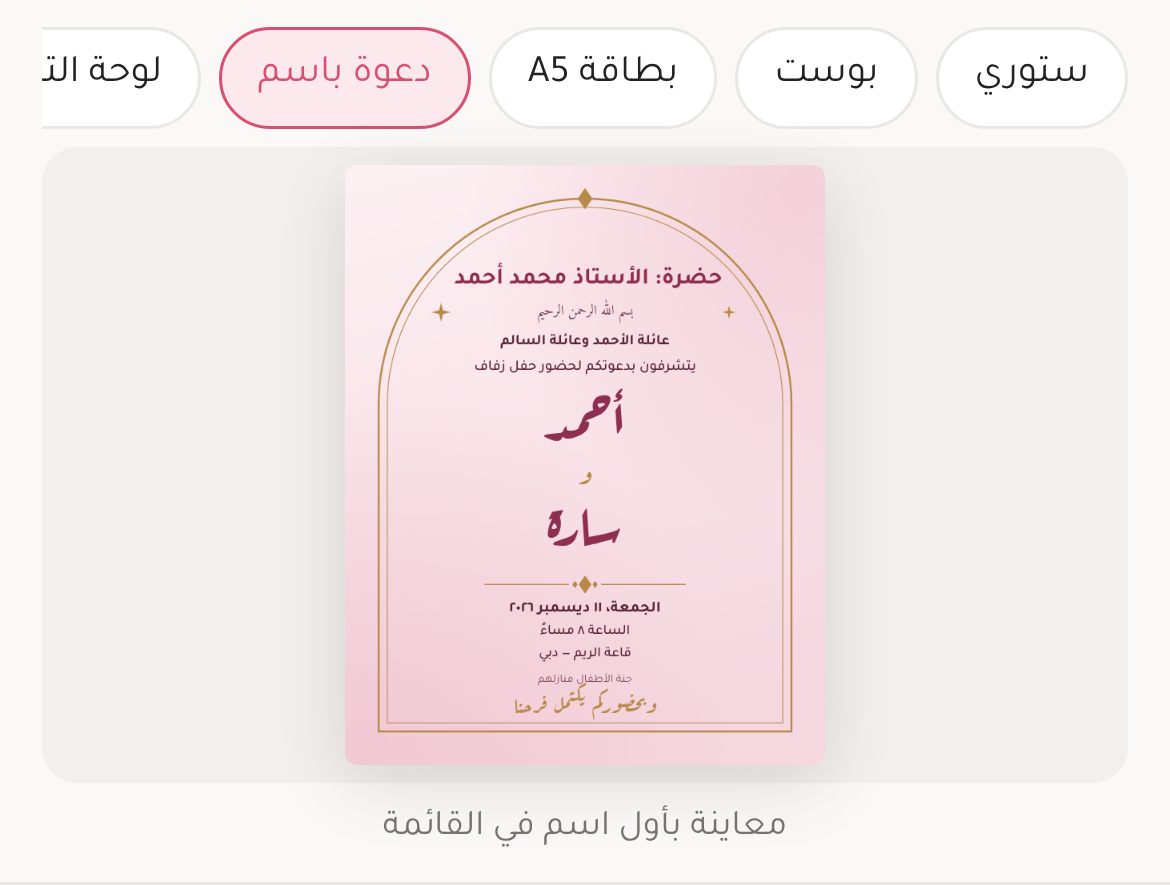 ستوري
بوست
بطاقة A5
دعوة باسم
لوحة الت
حضرة: الأستاذ محمد أحمد
بسم الله الرحمن الرحيم
عائلة الأحمد وعائلة السالم
يتشرفون بدعوتكم لحضور حفل زفاف
أحمد
و
سارة
الجمعة، ١١ ديسمبر ٢٠٢٦
الساعة ٨ مساءً
قاعة الريم – دبي
جنة الأطفال منازلهم
وبحضوركم يكتمل فرحنا
معاينة بأول اسم في القائمة